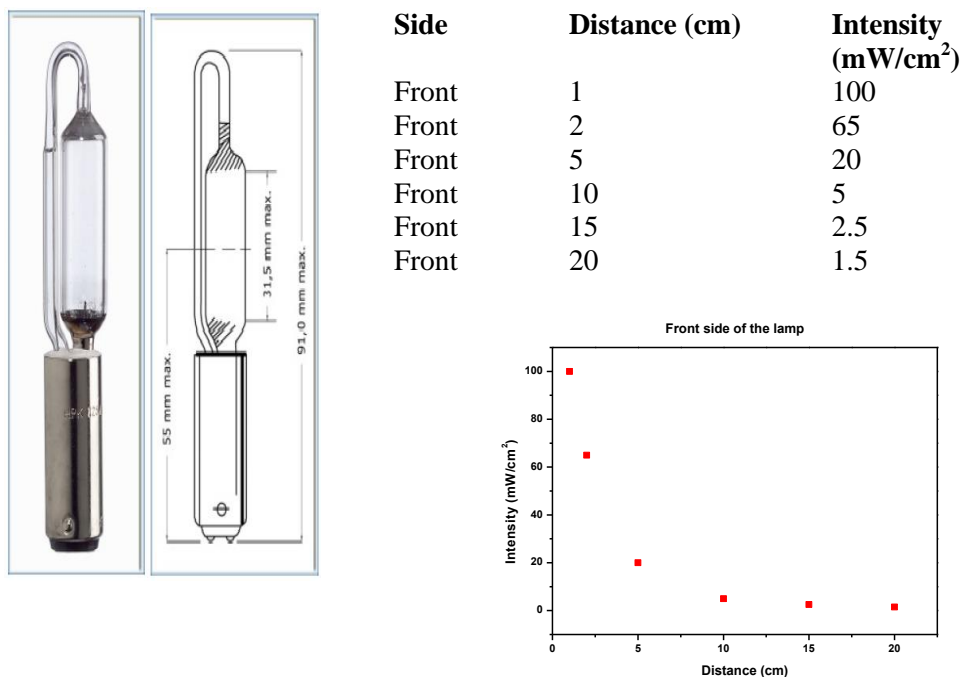 Side Distance (cm) Intensity
(mW/cm²)
Front 1 100
Front 2 65
Front 5 20
Front 10 5
Front 15 2.5
Front 20 1.5
31,5 mm max.
91,0 mm max.
55 mm max.
Front side of the lamp
Intensity (mW/cm²)
100
80
60
40
20
0
0 5 10 15 20
Distance (cm)